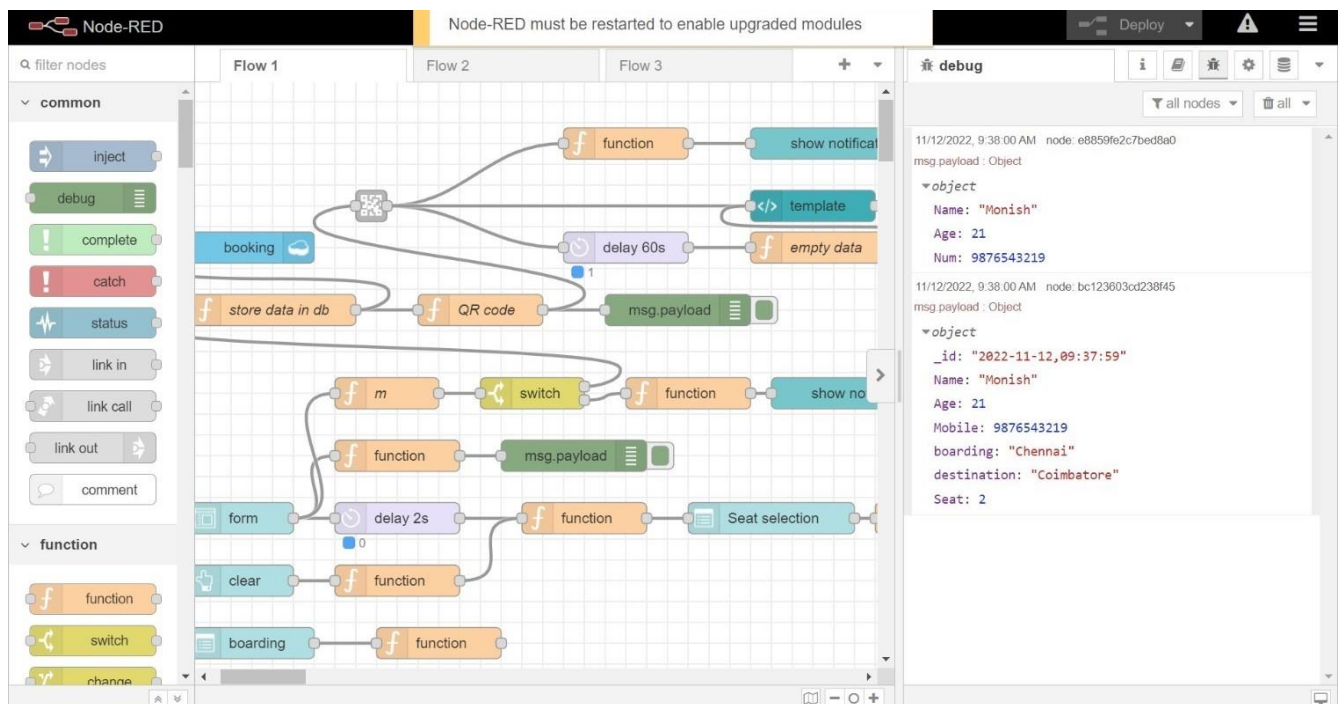 Node-RED
Node-RED must be restarted to enable upgraded modules
Deploy
filter nodes
common
inject
debug
complete
catch
status
link in
link call
link out
comment
function
function
switch
change
Flow 1
Flow 2
Flow 3
function
show notificat
template
booking
delay 60s
empty data
1
store data in db
QR code
msg.payload
m
switch
function
show no
function
msg.payload
form
delay 2s
function
Seat selection
0
clear
function
boarding
function
debug
i
all nodes
all
11/12/2022, 9:38:00 AM node: e8859fe2c7bed8a0
msg.payload : Object
object
Name: "Monish"
Age: 21
Num: 9876543219
11/12/2022, 9:38:00 AM node: bc123603cd238f45
msg.payload : Object
object
_id: "2022-11-12,09:37:59"
Name: "Monish"
Age: 21
Mobile: 9876543219
boarding: "Chennai"
destination: "Coimbatore"
Seat: 2